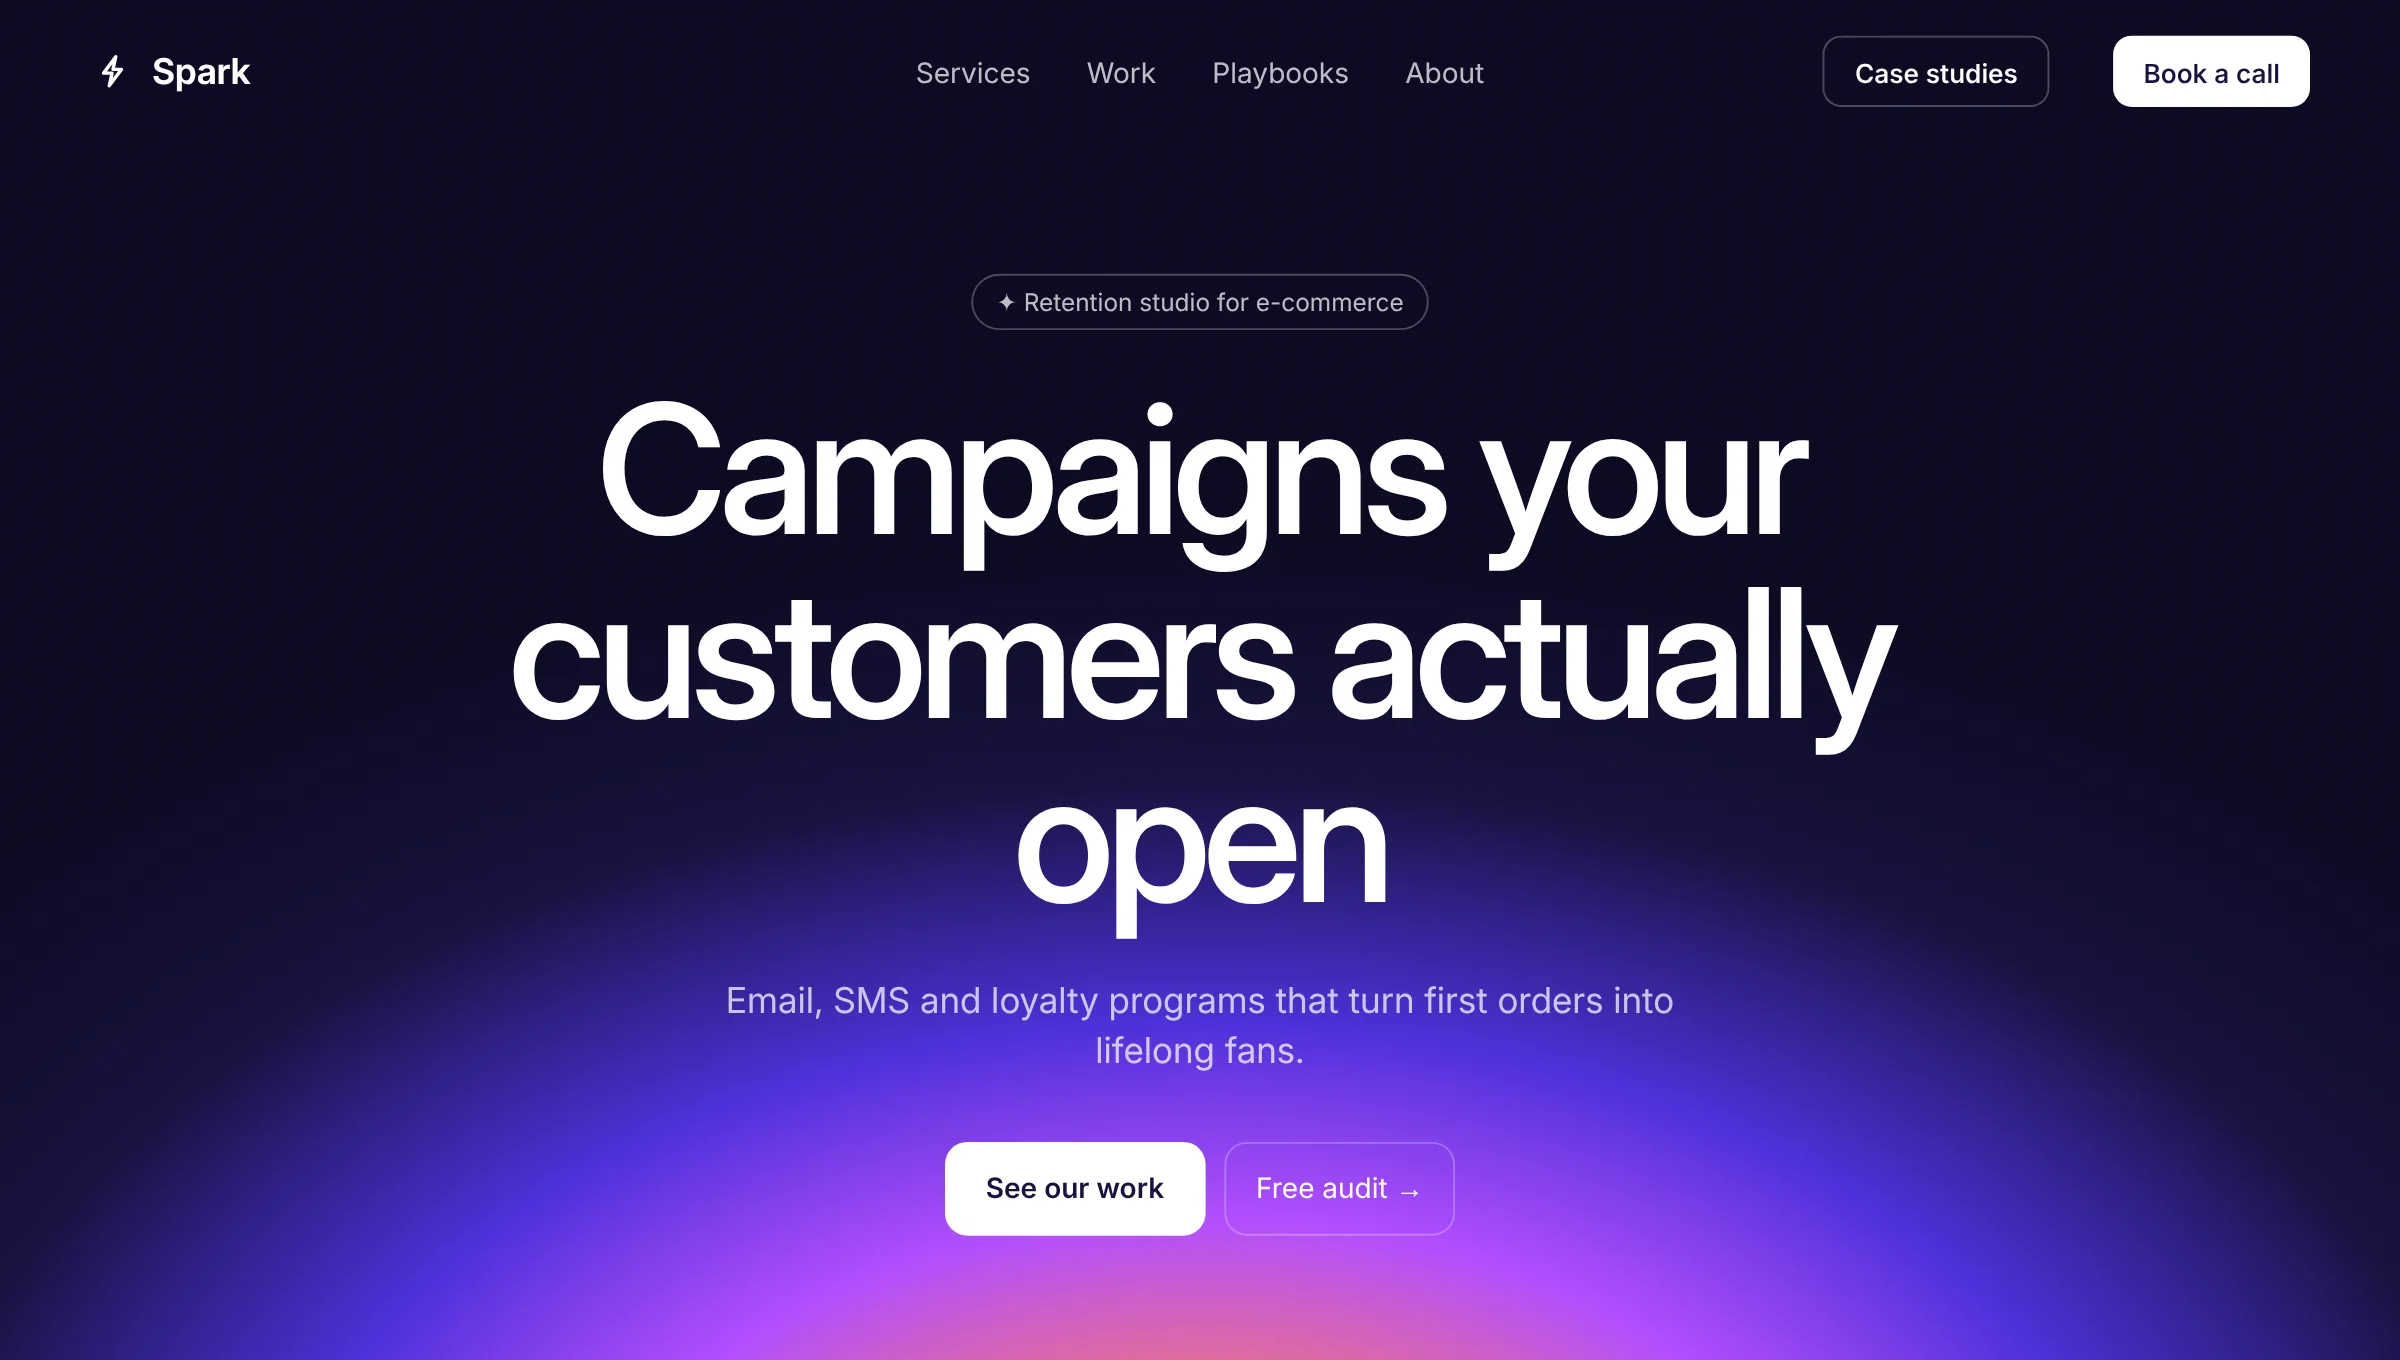 Spark
Services
Work
Playbooks
About
Case studies
Book a call
✦ Retention studio for e-commerce
Campaigns your
customers actually
open
Email, SMS and loyalty programs that turn first orders into
lifelong fans.
See our work
Free audit →